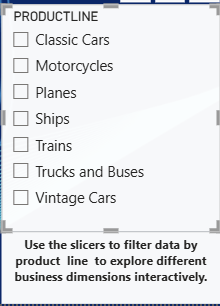 PRODUCTLINE
Classic Cars
Motorcycles
Planes
Ships
Trains
Trucks and Buses
Vintage Cars
Use the slicers to filter data by
product line to explore different
business dimensions interactively.